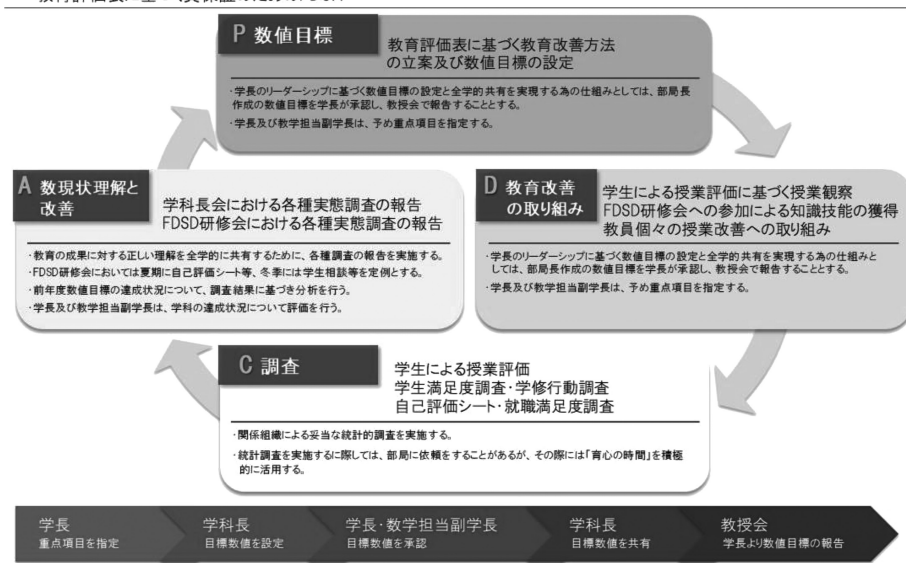 P 数値目標
教育評価表に基づく教育改善方法
の立案及び数値目標の設定
・学長のリーダーシップに基づく数値目標の設定と全学的共有を実現する為の仕組みとしては、部局長
作成の数値目標を学長が承認し、教授会で報告することとする。
・学長及び教学担当副学長は、予め重点項目を指定する。
A 数現状理解と
改善
学科長会における各種実態調査の報告
FDSD研修会における各種実態調査の報告
・教育の成果に対する正しい理解を全学的に共有するために、各種調査の報告を実施する。
・FDSD研修会においては夏期に自己評価シート等、冬季には学生相談等を定例とする。
・前年度数値目標の達成状況について、調査結果に基づき分析を行う。
・学長及び教学担当副学長は、学科の達成状況について評価を行う。
D 教育改善
の取り組み
学生による授業評価に基づく授業観察
FDSD研修会への参加による知識技能の獲得
教員個々の授業改善への取り組み
・学長のリーダーシップに基づく数値目標の設定と全学的共有を実現する為の仕組みと
しては、部局長作成の数値目標を学長が承認し、教授会で報告することとする。
・学長及び教学担当副学長は、予め重点項目を指定する。
C 調査
学生による授業評価
学生満足度調査・学修行動調査
自己評価シート・就職満足度調査
・関係組織による妥当な統計的調査を実施する。
・統計調査を実施するに際しては、部局に依頼をすることがあるが、その際には「育心の時間」を積極
的に活用する。
学長
重点項目を指定
学科長
目標数値を設定
学長・数学担当副学長
目標数値を承認
学科長
目標数値を共有
教授会
学長より数値目標の報告